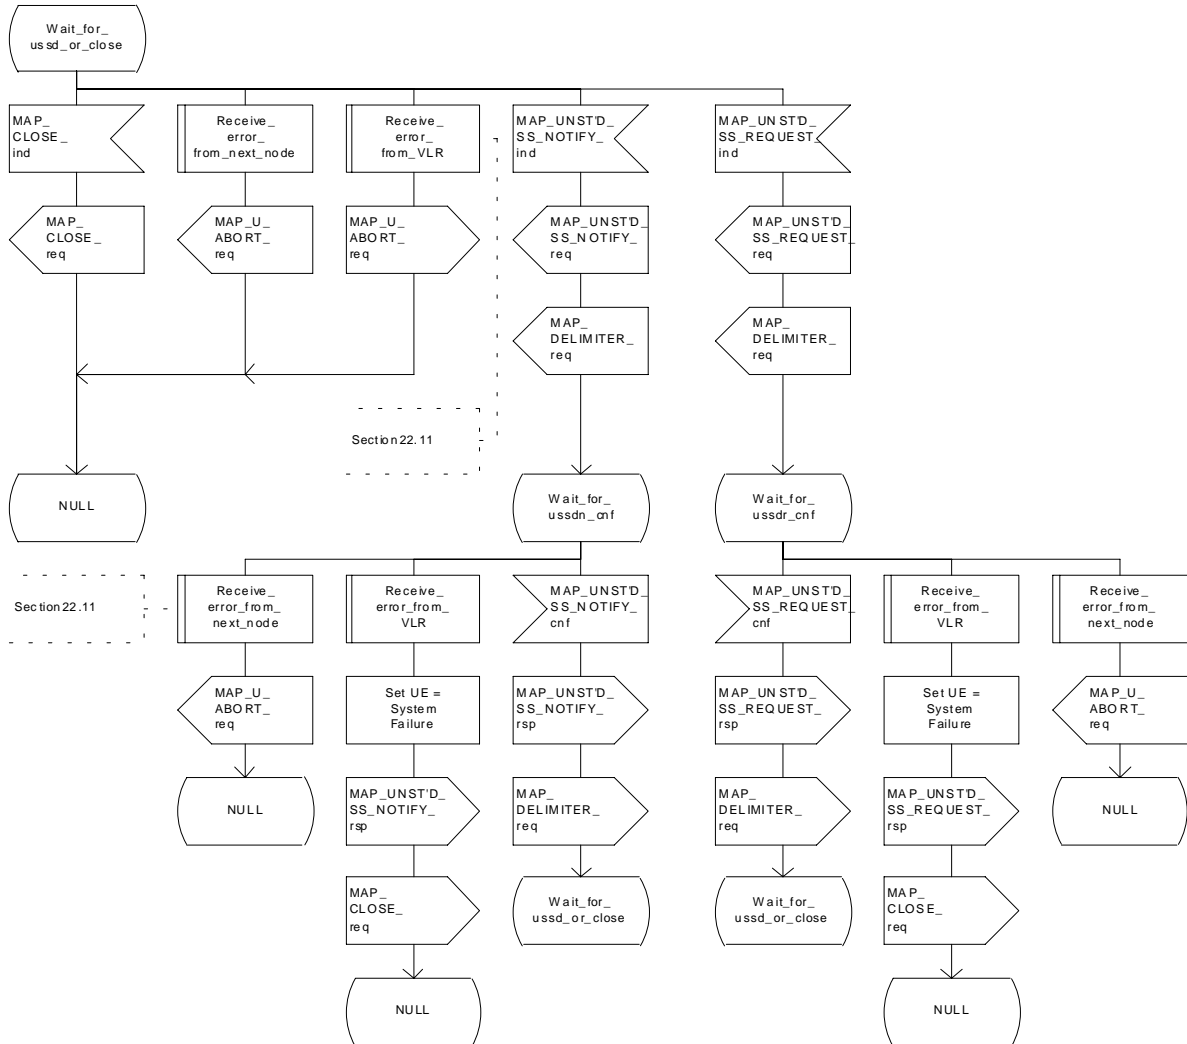 Wait_for_
ussd_or_close
MAP_
CLOSE_
ind
Receive_
error_
from_next_node
Receive_
error_
from_VLR
MAP_UNST'D_
SS_NOTIFY_
ind
MAP_UNST'D_
SS_REQUEST_
ind
MAP_
CLOSE_
req
MAP_U_
ABORT_
req
MAP_U_
ABORT_
req
MAP_UNST'D_
SS_NOTIFY_
req
MAP_UNST'D_
SS_REQUEST_
req
MAP_
DELIMITER_
req
MAP_
DELIMITER_
req
Section 22.11
NULL
Wait_for_
ussdn_cnf
Wait_for_
ussdr_cnf
Section 22.11
Receive_
error_from_
next_node
Receive_
error_from_
VLR
MAP_UNST'D_
SS_NOTIFY_
cnf
MAP_UNST'D_
SS_REQUEST_
cnf
Receive_
error_from_
VLR
Receive_
error_from_
next_node
MAP_U_
ABORT_
req
Set UE =
System
Failure
MAP_UNST'D_
SS_NOTIFY_
rsp
MAP_UNST'D_
SS_REQUEST_
rsp
Set UE =
System
Failure
MAP_U_
ABORT_
req
NULL
MAP_UNST'D_
SS_NOTIFY_
rsp
MAP_
DELIMITER_
req
MAP_
DELIMITER_
req
MAP_UNST'D_
SS_REQUEST_
rsp
NULL
MAP_
CLOSE_
req
Wait_for_
ussd_or_close
Wait_for_
ussd_or_close
MAP_
CLOSE_
req
NULL
NULL